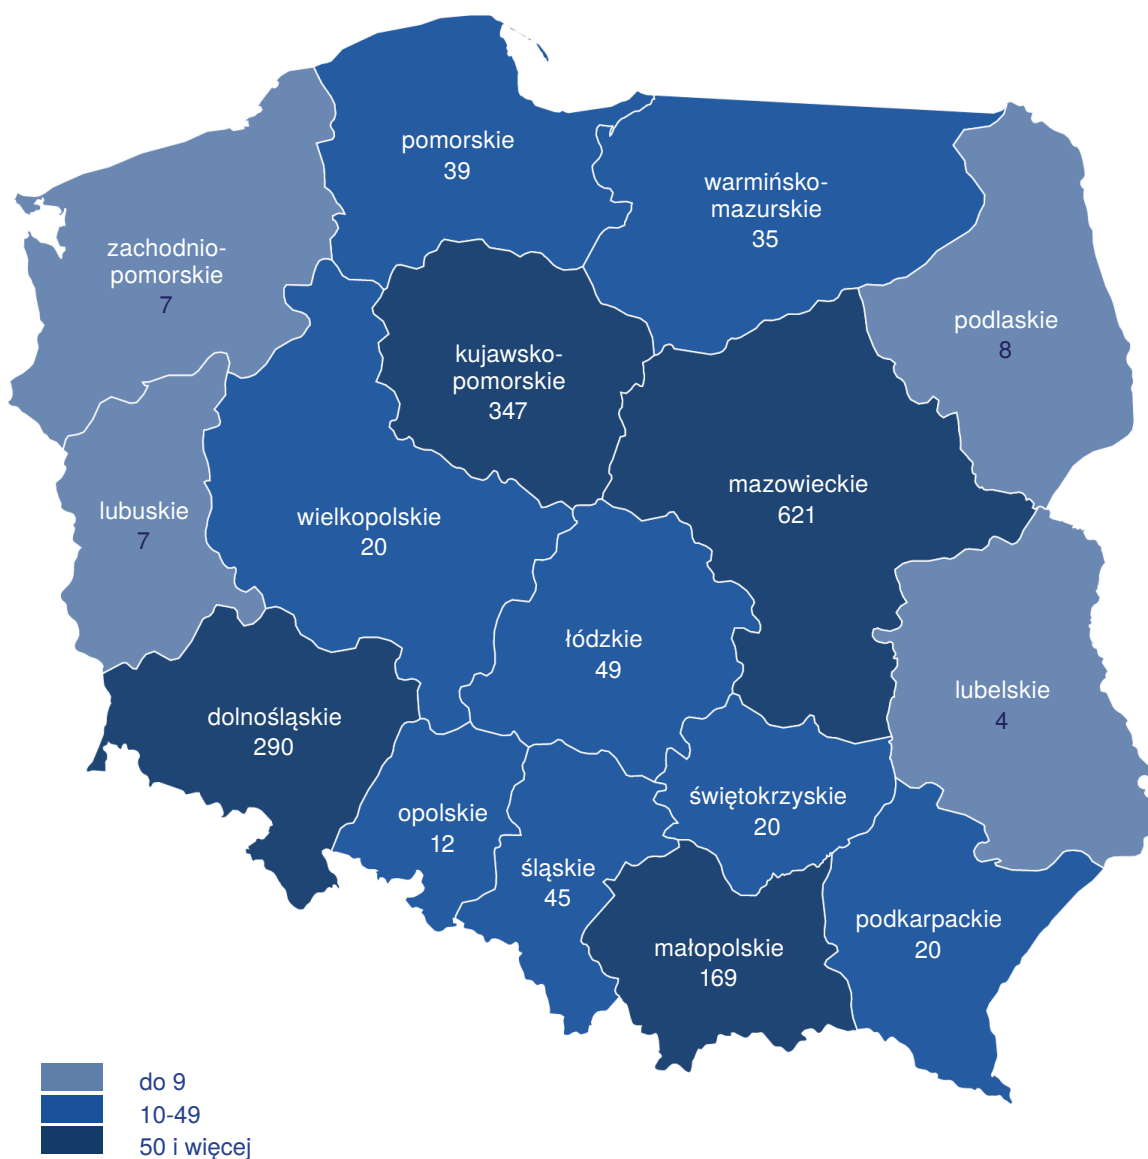 pomorskie
39
warmińsko-
mazurskie
35
zachodnio-
pomorskie
7
podlaskie
8
kujawsko-
pomorskie
347
mazowieckie
621
lubuskie
7
wielkopolskie
20
łódzkie
49
lubelskie
4
dolnośląskie
290
opolskie
12
świętokrzyskie
20
śląskie
45
małopolskie
169
podkarpackie
20
do 9
10-49
50 i więcej